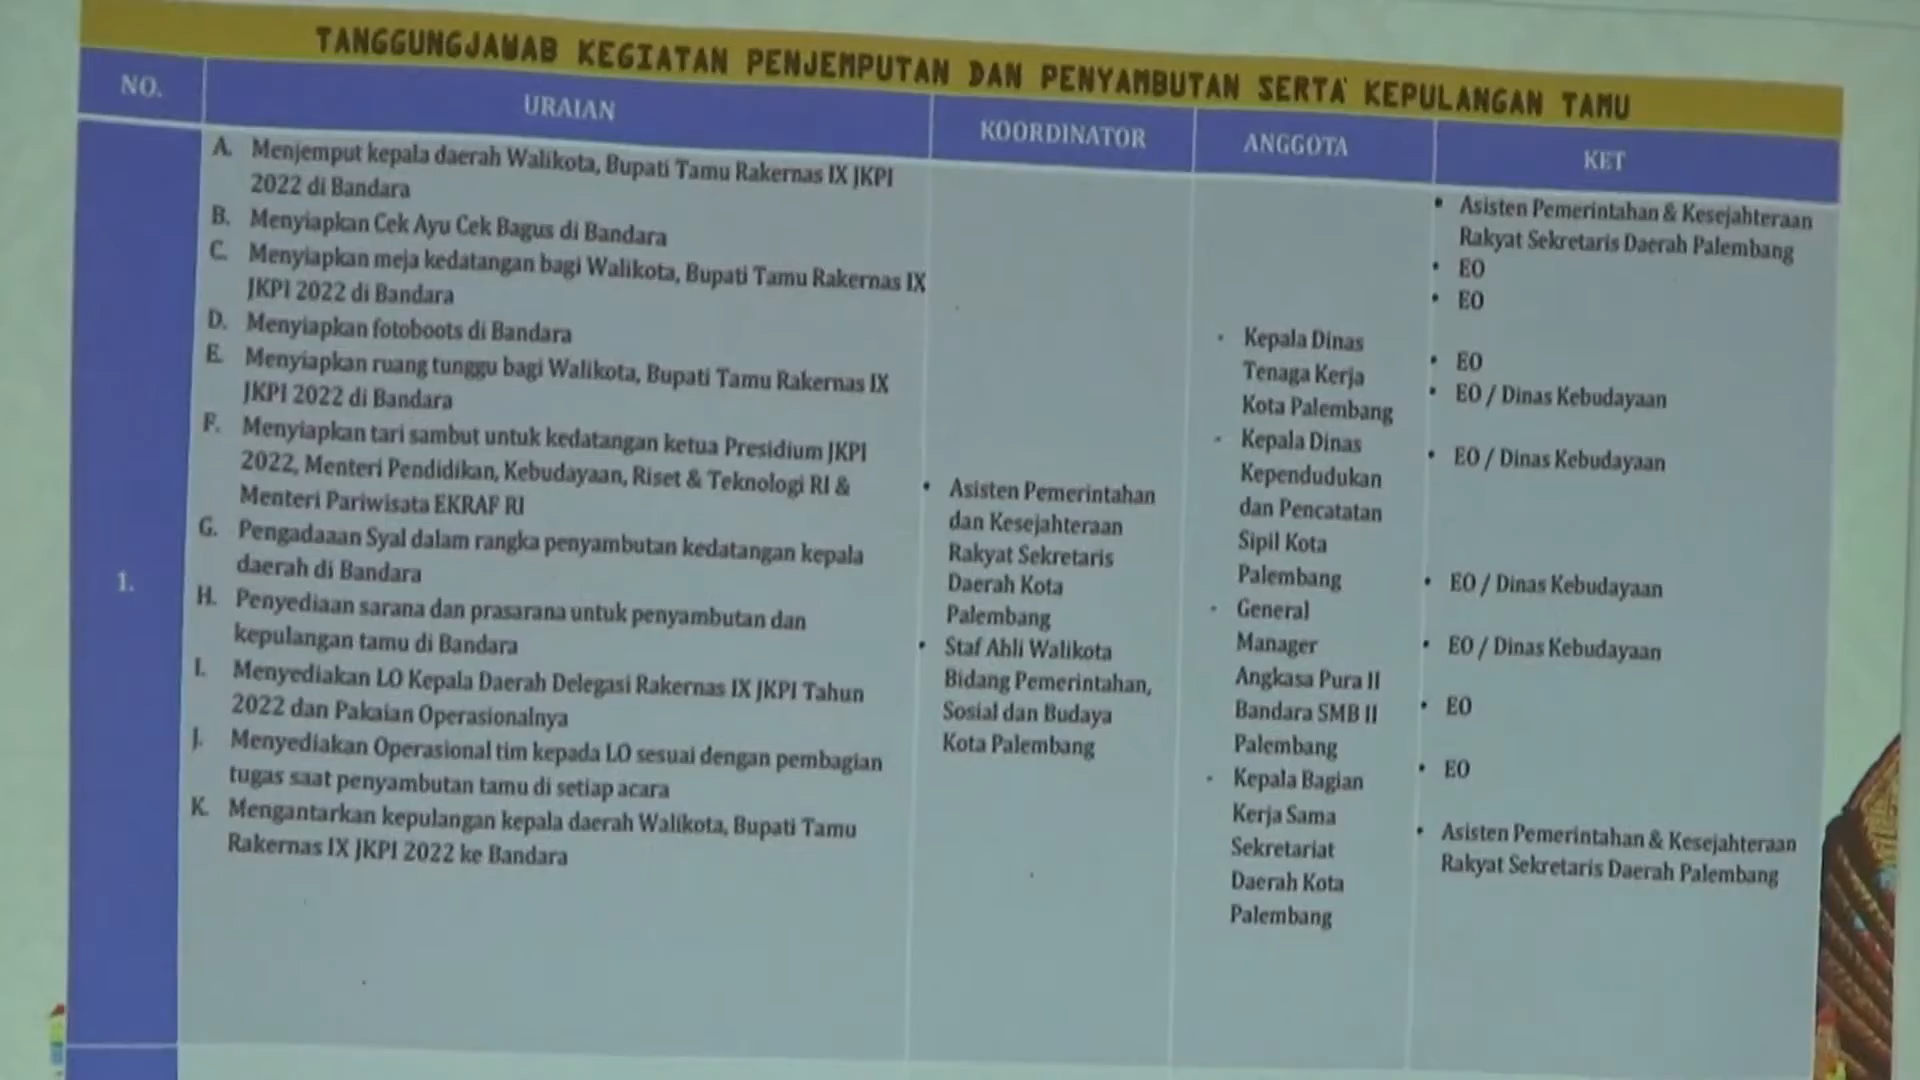 TANGGUNGJAWAB KEGIATAN PENJEMPUTAN DAN PENYAMBUTAN SERTA KEPULANGAN TAMU
NO.
URAIAN
KOORDINATOR
ANGGOTA
KET
1.
A. Menjemput kepala daerah Walikota, Bupati Tamu Rakernas IX JKPI
2022 di Bandara
B. Menyiapkan Cek Ayu Cek Bagus di Bandara
C. Menyiapkan meja kedatangan bagi Walikota, Bupati Tamu Rakernas IX
JKPI 2022 di Bandara
D. Menyiapkan fotoboots di Bandara
E. Menyiapkan ruang tunggu bagi Walikota, Bupati Tamu Rakernas IX
JKPI 2022 di Bandara
F. Menyiapkan tari sambut untuk kedatangan ketua Presidium JKPI
2022, Menteri Pendidikan, Kebudayaan, Riset & Teknologi RI &
Menteri Pariwisata EKRAF RI
G. Pengadaaan Syal dalam rangka penyambutan kedatangan kepala
daerah di Bandara
H. Penyediaan sarana dan prasarana untuk penyambutan dan
kepulangan tamu di Bandara
I. Menyediakan LO Kepala Daerah Delegasi Rakernas IX JKPI Tahun
2022 dan Pakaian Operasionalnya
J. Menyediakan Operasional tim kepada LO sesuai dengan pembagian
tugas saat penyambutan tamu di setiap acara
K. Mengantarkan kepulangan kepala daerah Walikota, Bupati Tamu
Rakernas IX JKPI 2022 ke Bandara
• Asisten Pemerintahan
dan Kesejahteraan
Rakyat Sekretaris
Daerah Kota
Palembang
• Staf Ahli Walikota
Bidang Pemerintahan,
Sosial dan Budaya
Kota Palembang
- Kepala Dinas
Tenaga Kerja
Kota Palembang
- Kepala Dinas
Kependudukan
dan Pencatatan
Sipil Kota
Palembang
- General
Manager
Angkasa Pura II
Bandara SMB II
Palembang
- Kepala Bagian
Kerja Sama
Sekretariat
Daerah Kota
Palembang
• Asisten Pemerintahan & Kesejahteraan
Rakyat Sekretaris Daerah Palembang
• EO
• EO
• EO
• EO / Dinas Kebudayaan
• EO / Dinas Kebudayaan
• EO / Dinas Kebudayaan
• EO / Dinas Kebudayaan
• EO
• EO
• Asisten Pemerintahan & Kesejahteraan
Rakyat Sekretaris Daerah Palembang